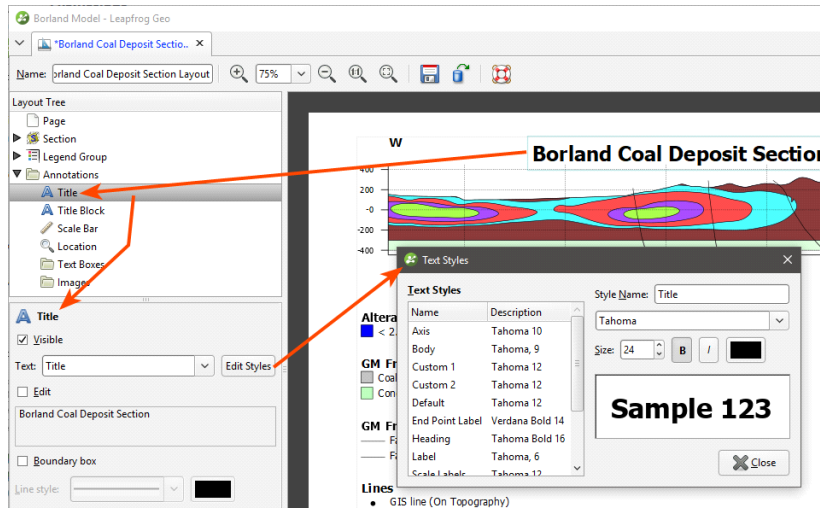 Borland Model - Leapfrog Geo
*Borland Coal Deposit Sectio..
Name: orland Coal Deposit Section Layout
75%
Layout Tree
Page
Section
Legend Group
Annotations
Title
Title Block
Scale Bar
Location
Text Boxes
Images
Title
Visible
Text: Title
Edit Styles
Edit
Borland Coal Deposit Section
Boundary box
Line style:
W
Borland Coal Deposit Section
400
200
-0
-200
-400
Altera
< 2.
GM Fr
Coal
Con
GM Fr
Fa
Fa
Lines
GIS line (On Topography)
Text Styles
Text Styles
Name Description
Axis Tahoma 10
Body Tahoma, 9
Custom 1 Tahoma 12
Custom 2 Tahoma 12
Default Tahoma 12
End Point Label Verdana Bold 14
Heading Tahoma Bold 16
Label Tahoma, 6
Scale Labels Tahoma 12
Style Name: Title
Tahoma
Size: 24 B I
Sample 123
Close